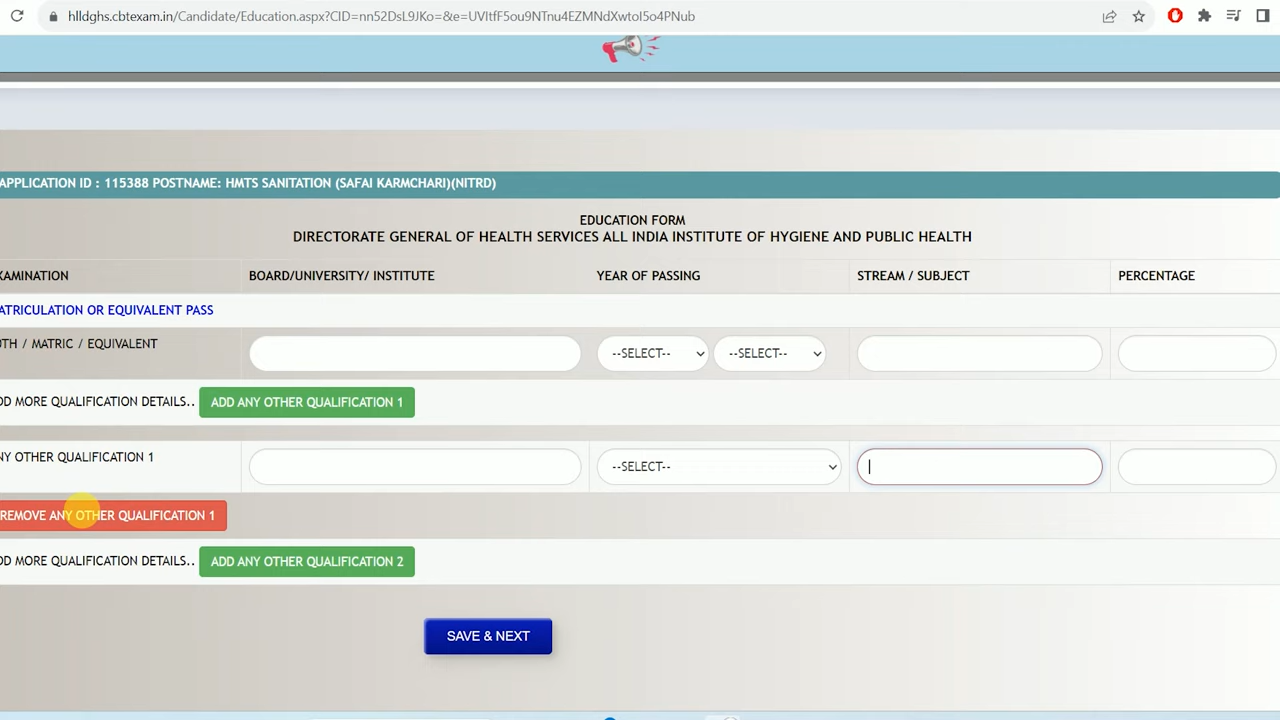 hlldghs.cbtexam.in/Candidate/Education.aspx?CID=nn52DsL9JKo=&e=UVItfF5ou9NTnu4EZMNdXwtoI5o4PNub
APPLICATION ID : 115388 POSTNAME: HMTS SANITATION (SAFAI KARMCHARI)(NITRD)
EDUCATION FORM
DIRECTORATE GENERAL OF HEALTH SERVICES ALL INDIA INSTITUTE OF HYGIENE AND PUBLIC HEALTH
XAMINATION BOARD/UNIVERSITY/ INSTITUTE YEAR OF PASSING STREAM / SUBJECT PERCENTAGE
ATRICULATION OR EQUIVALENT PASS
0TH / MATRIC / EQUIVALENT --SELECT-- --SELECT--
DD MORE QUALIFICATION DETAILS.. ADD ANY OTHER QUALIFICATION 1
NY OTHER QUALIFICATION 1 --SELECT--
REMOVE ANY OTHER QUALIFICATION 1
DD MORE QUALIFICATION DETAILS.. ADD ANY OTHER QUALIFICATION 2
SAVE & NEXT